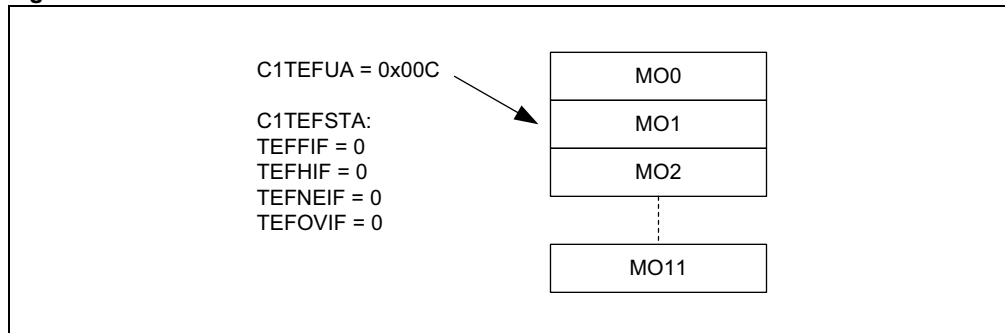 C1TEFUA = 0x00C
C1TEFSTA:
TEFFIF = 0
TEFHIF = 0
TEFNEIF = 0
TEFOVIF = 0
MO0
MO1
MO2
MO11